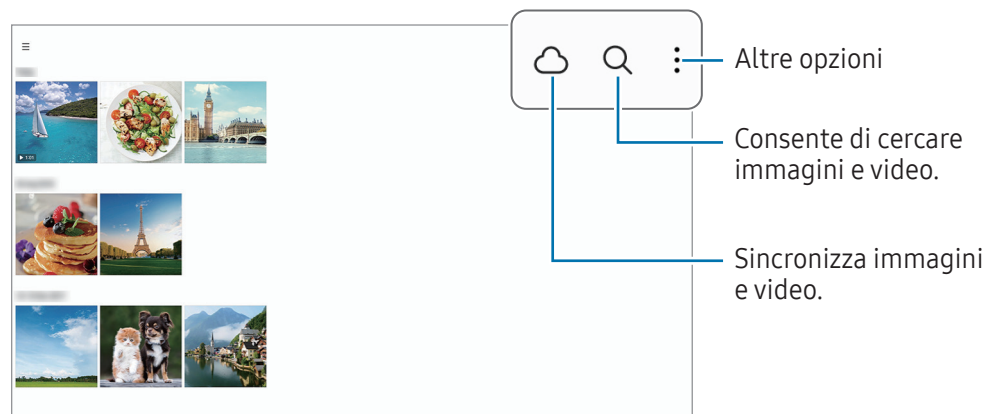 Altre opzioni
Consente di cercare
immagini e video.
Sincronizza immagini
e video.